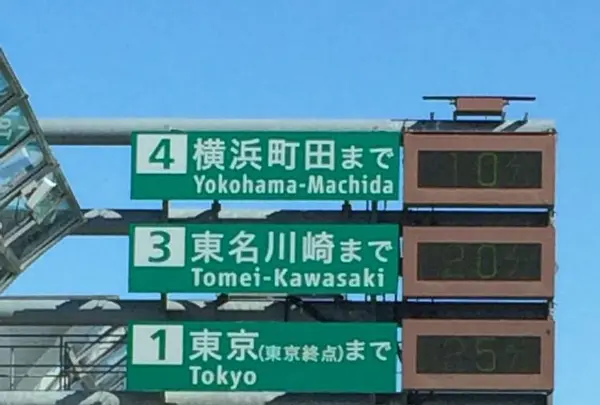 4 横浜町田まで 10分
Yokohama-Machida
3 東名川崎まで 20分
Tomei-Kawasaki
1 東京(東京終点)まで 25分
Tokyo